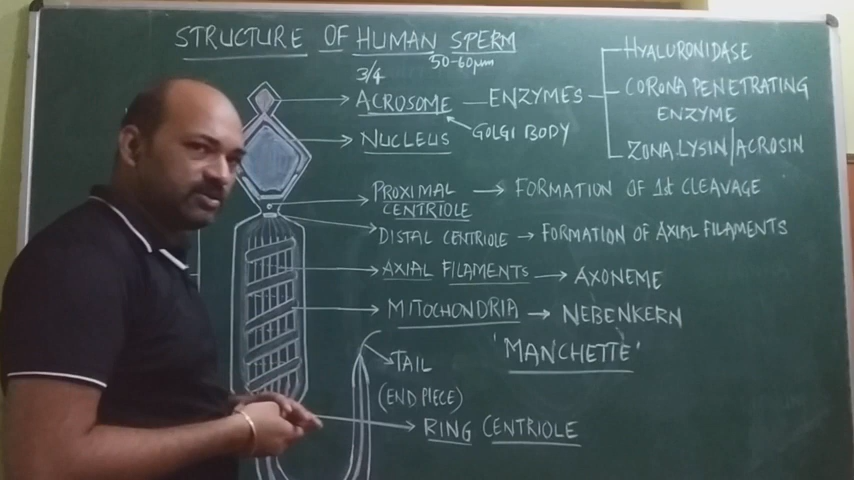 STRUCTURE OF HUMAN SPERM
50-60µm
3/4
ACROSOME — ENZYMES
HYALURONIDASE
CORONA PENETRATING
ENZYME
ZONALYSIN/ACROSIN
GOLGI BODY
NUCLEUS
PROXIMAL → FORMATION OF 1st CLEAVAGE
CENTRIOLE
DISTAL CENTRIOLE → FORMATION OF AXIAL FILAMENTS
AXIAL FILAMENTS → AXONEME
MITOCHONDRIA → NEBENKERN
'MANCHETTE'
TAIL
(END PIECE)
RING CENTRIOLE